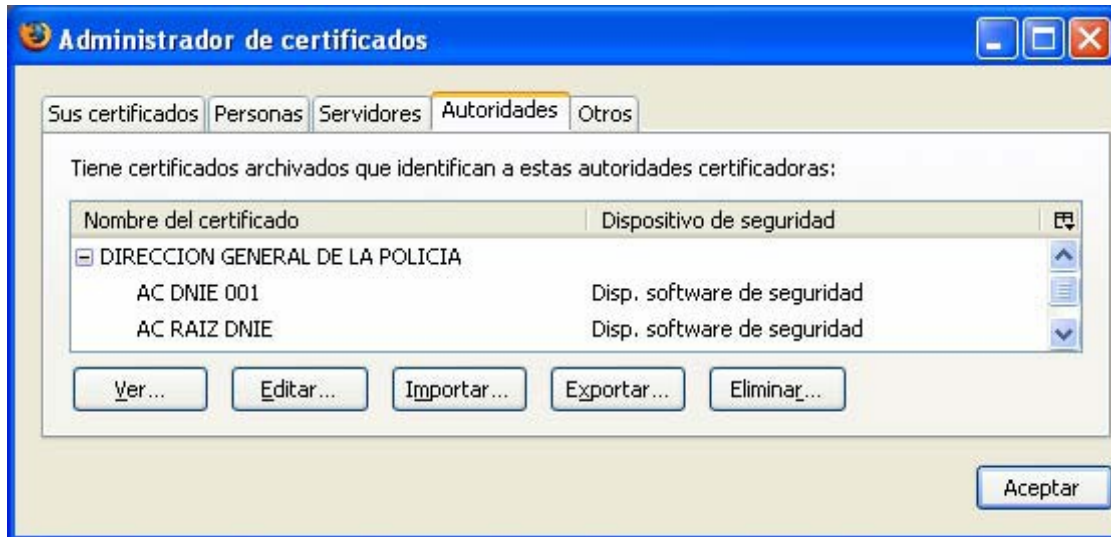 Administrador de certificados
Sus certificados Personas Servidores Autoridades Otros
Tiene certificados archivados que identifican a estas autoridades certificadoras:
Nombre del certificado Dispositivo de seguridad
DIRECCION GENERAL DE LA POLICIA
AC DNIE 001 Disp. software de seguridad
AC RAIZ DNIE Disp. software de seguridad
Ver... Editar... Importar... Exportar... Eliminar...
Aceptar